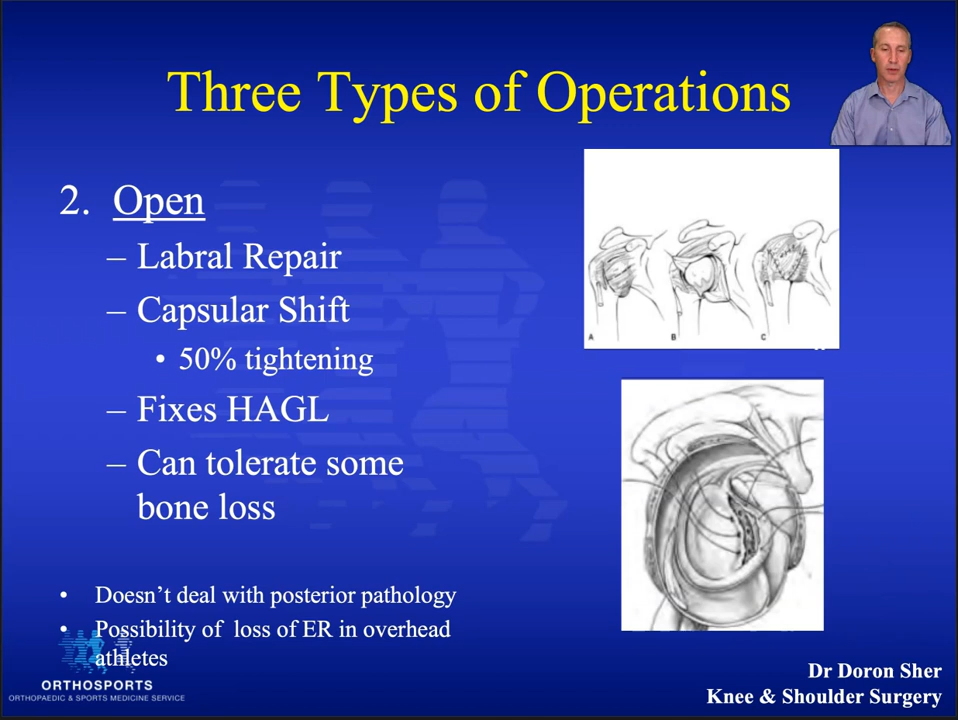 Three Types of Operations
2. Open
– Labral Repair
– Capsular Shift
• 50% tightening
– Fixes HAGL
– Can tolerate some
bone loss
• Doesn't deal with posterior pathology
• Possibility of loss of ER in overhead
athletes
A B C
ORTHOSPORTS
ORTHOPAEDIC & SPORTS MEDICINE SERVICE
Dr Doron Sher
Knee & Shoulder Surgery